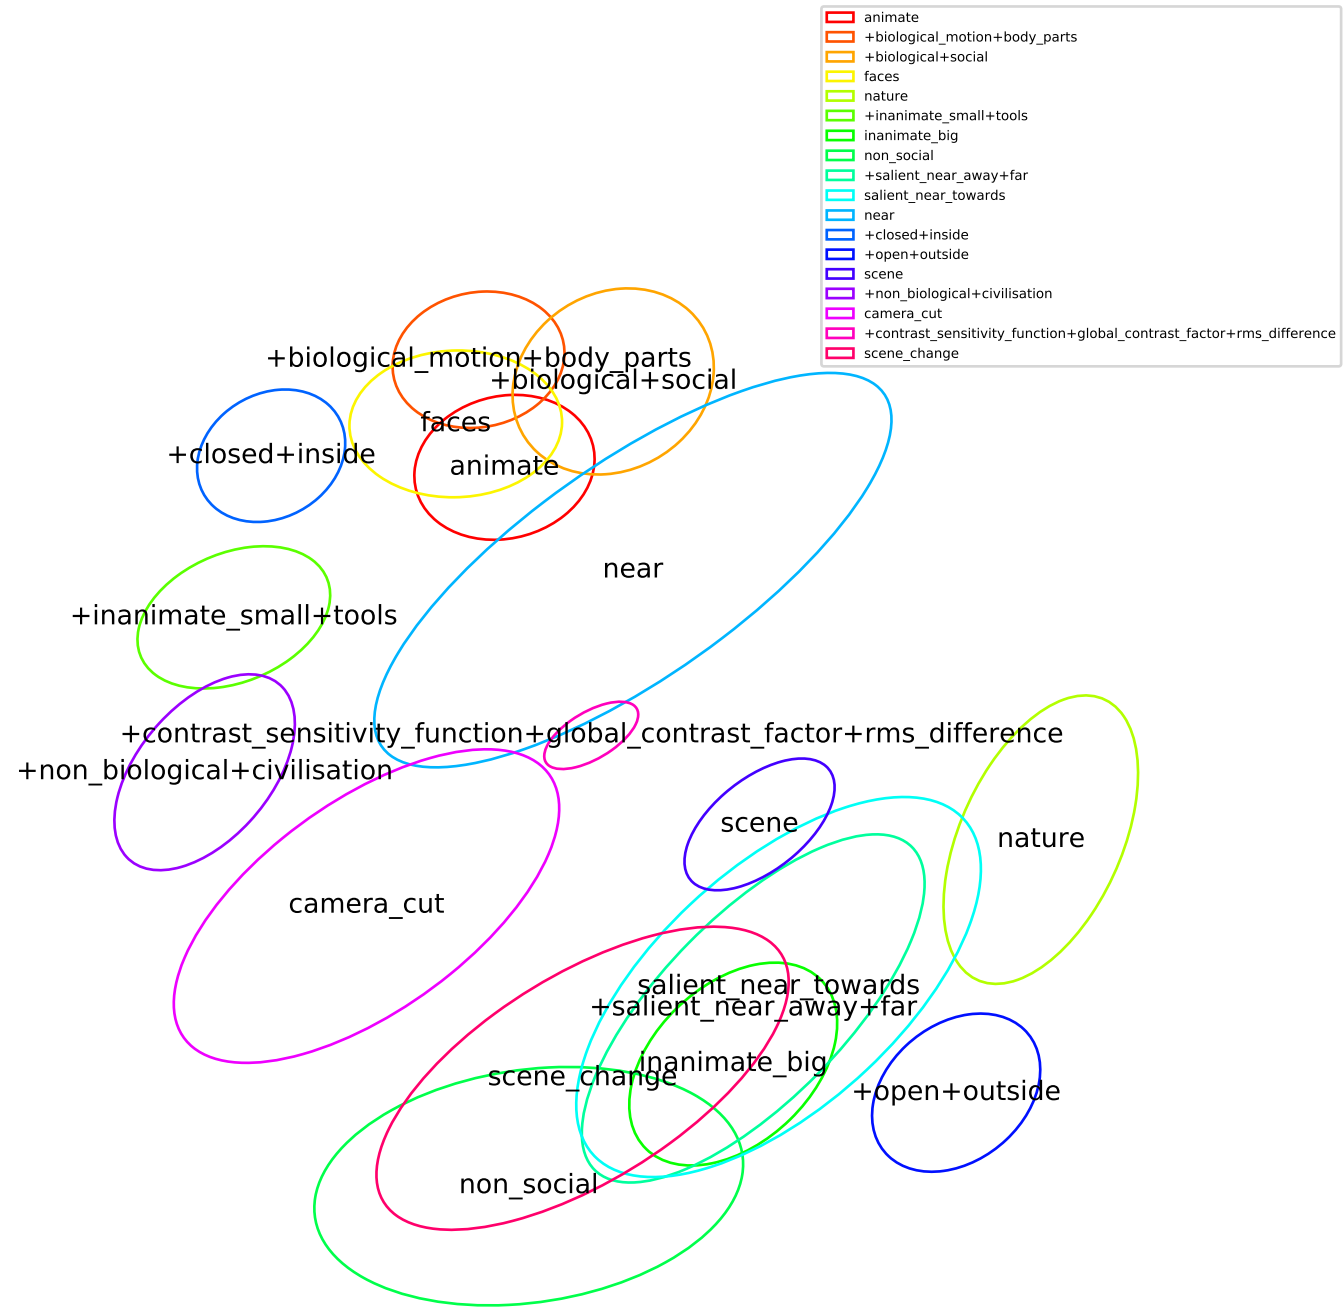 animate
+biological_motion+body_parts
+biological+social
faces
nature
+inanimate_small+tools
inanimate_big
non_social
+salient_near_away+far
salient_near_towards
near
+closed+inside
+open+outside
scene
+non_biological+civilisation
camera_cut
+contrast_sensitivity_function+global_contrast_factor+rms_difference
scene_change
+biological_motion+body_parts
+biological+social
faces
+closed+inside
animate
near
+inanimate_small+tools
+contrast_sensitivity_function+global_contrast_factor+rms_difference
+non_biological+civilisation
scene
nature
camera_cut
salient_near_towards
+salient_near_away+far
inanimate_big
scene_change
+open+outside
non_social